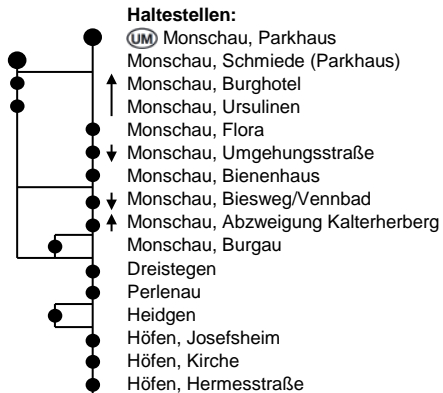 Haltestellen:
UM Monschau, Parkhaus
Monschau, Schmiede (Parkhaus)
Monschau, Burghotel
Monschau, Ursulinen
Monschau, Flora
Monschau, Umgehungsstraße
Monschau, Bienenhaus
Monschau, Biesweg/Vennbad
Monschau, Abzweigung Kalterherberg
Monschau, Burgau
Dreistegen
Perlenau
Heidgen
Höfen, Josefsheim
Höfen, Kirche
Höfen, Hermesstraße